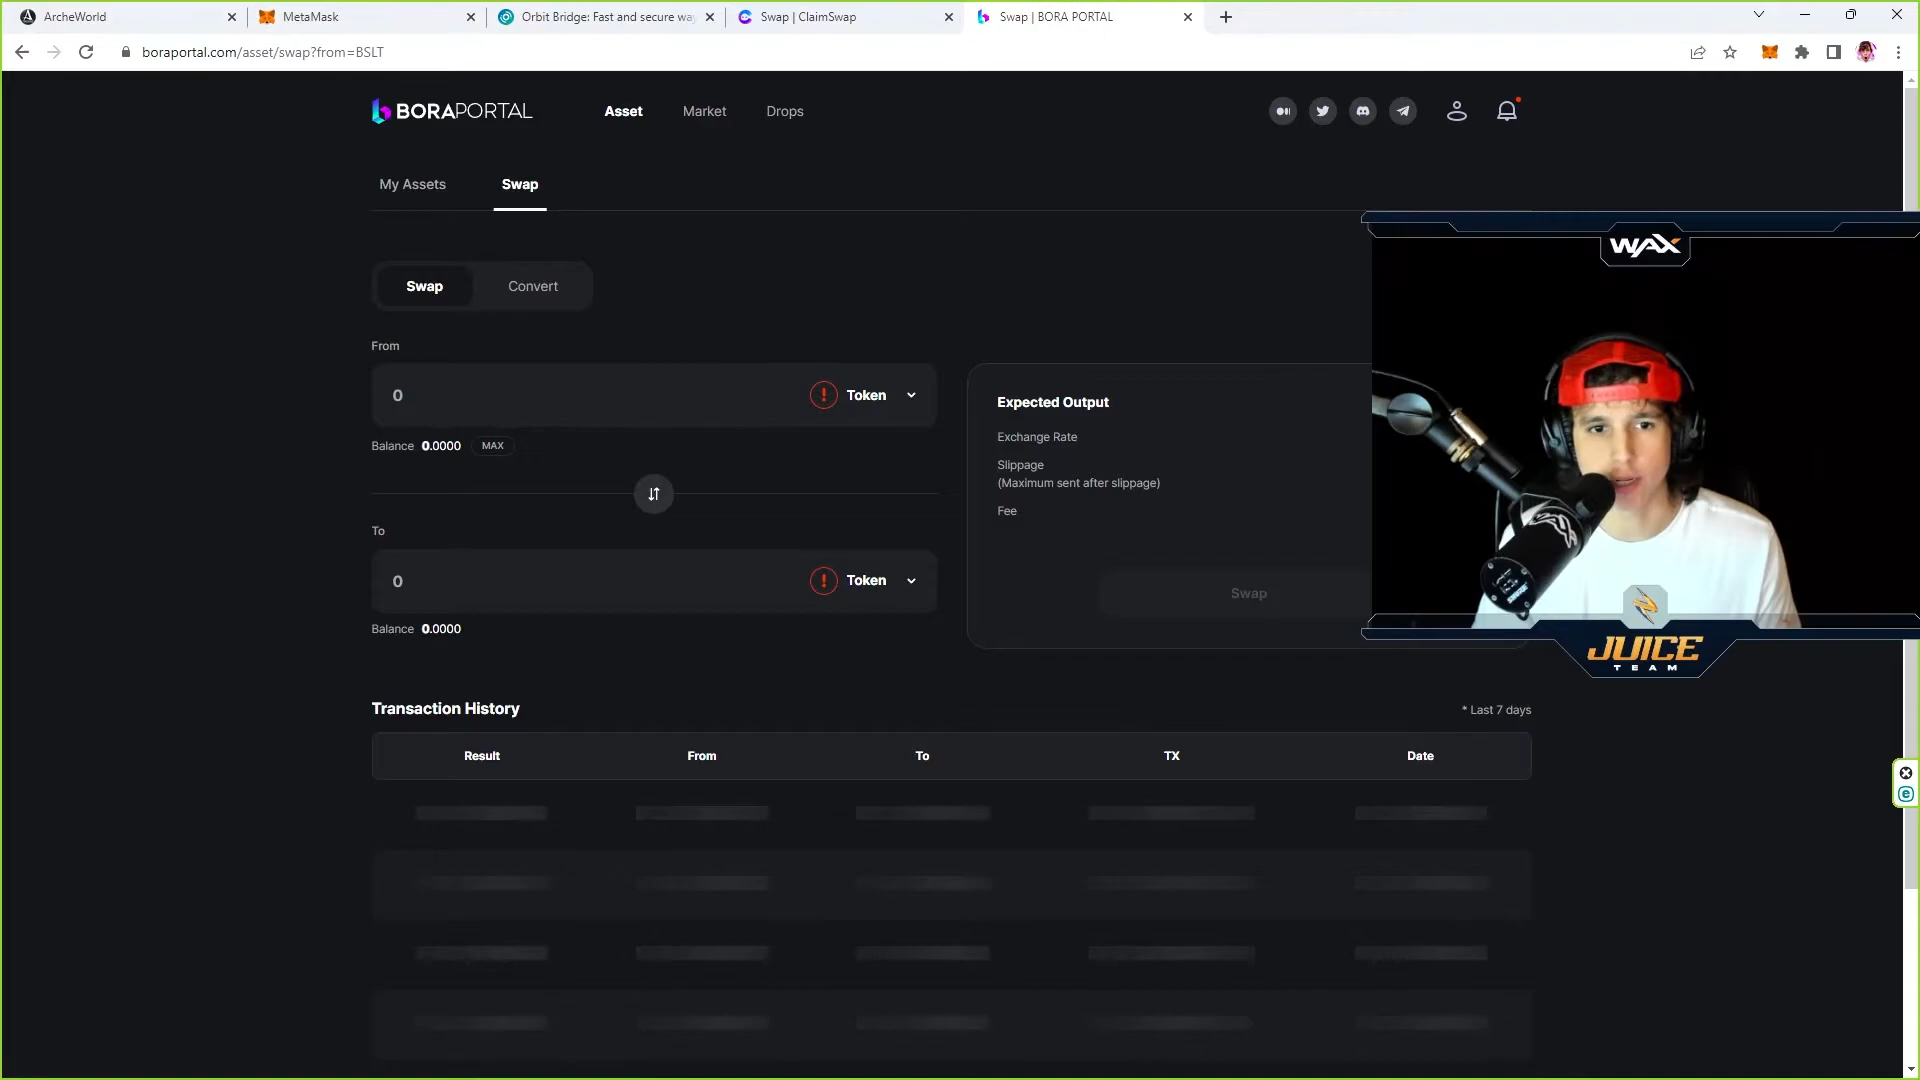 ArcheWorld
MetaMask
Orbit Bridge: Fast and secure wa
Swap | ClaimSwap
Swap | BORA PORTAL
boraportal.com/asset/swap?from=BSLT
BORAPORTAL
Asset
Market
Drops
My Assets
Swap
WAX
Swap
Convert
From
0
! Token
Balance 0.0000 MAX
Expected Output
Exchange Rate
Slippage
(Maximum sent after slippage)
Fee
Swap
To
0
! Token
Balance 0.0000
JUICE
TEAM
Transaction History
* Last 7 days
Result
From
To
TX
Date